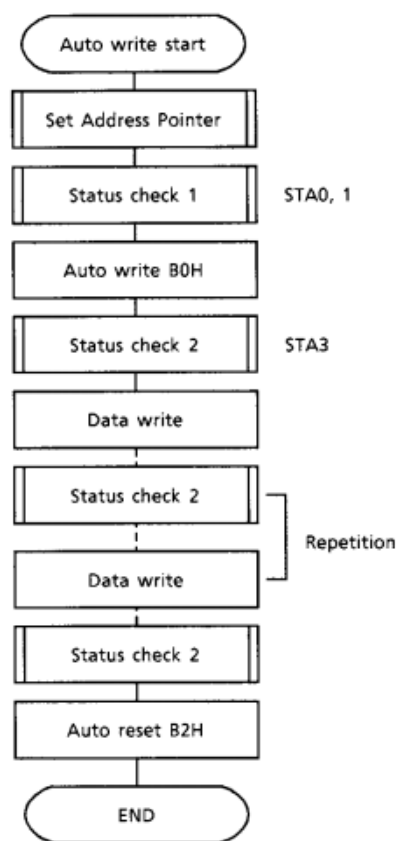 Auto write start
Set Address Pointer
Status check 1
STA0, 1
Auto write B0H
Status check 2
STA3
Data write
Status check 2
Repetition
Data write
Status check 2
Auto reset B2H
END